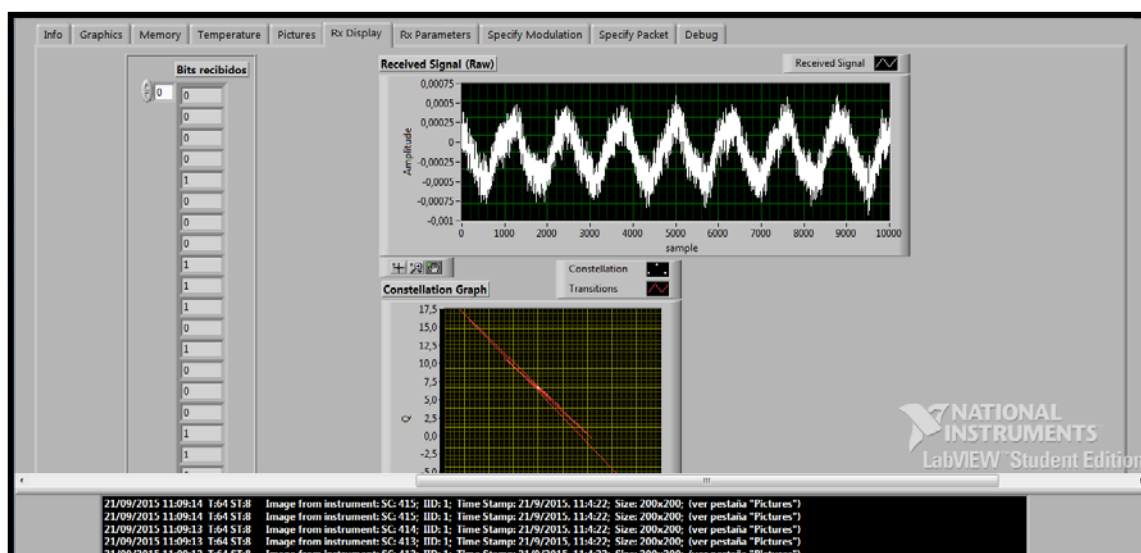 Info Graphics Memory Temperature Pictures Rx Display Rx Parameters Specify Modulation Specify Packet Debug
Bits recibidos
0
0
0
0
0
1
0
0
0
1
1
1
0
1
0
0
0
1
1
Received Signal (Raw)
Received Signal
0,00075
0,0005
0,00025
0
-0,00025
-0,0005
-0,00075
-0,001
Amplitude
0 1000 2000 3000 4000 5000 6000 7000 8000 9000 10000
sample
Constellation
Transitions
Constellation Graph
17,5
15,0
12,5
10,0
7,5
5,0
2,5
0,0
-2,5
-5,0
Q
NATIONAL
INSTRUMENTS
LabVIEW™ Student Edition
21/09/2015 11:09:14 T:64 ST:8 Image from instrument: SC: 415; IID: 1; Time Stamp: 21/9/2015, 11:4:22; Size: 200x200; (ver pestaña "Pictures")
21/09/2015 11:09:14 T:64 ST:8 Image from instrument: SC: 415; IID: 1; Time Stamp: 21/9/2015, 11:4:22; Size: 200x200; (ver pestaña "Pictures")
21/09/2015 11:09:13 T:64 ST:8 Image from instrument: SC: 414; IID: 1; Time Stamp: 21/9/2015, 11:4:22; Size: 200x200; (ver pestaña "Pictures")
21/09/2015 11:09:13 T:64 ST:8 Image from instrument: SC: 413; IID: 1; Time Stamp: 21/9/2015, 11:4:22; Size: 200x200; (ver pestaña "Pictures")